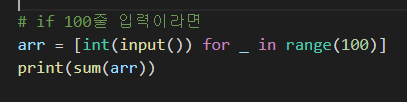 # if 100줄 입력이라면
arr = [int(input()) for _ in range(100)]
print(sum(arr))